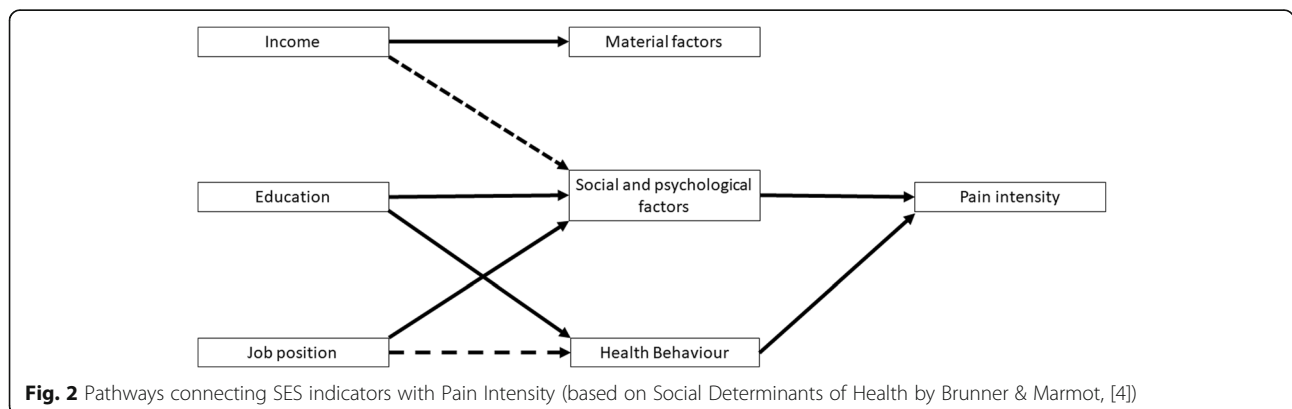 Income
Material factors
Education
Social and psychological
factors
Pain intensity
Job position
Health Behaviour
Fig. 2 Pathways connecting SES indicators with Pain Intensity (based on Social Determinants of Health by Brunner & Marmot, [4])